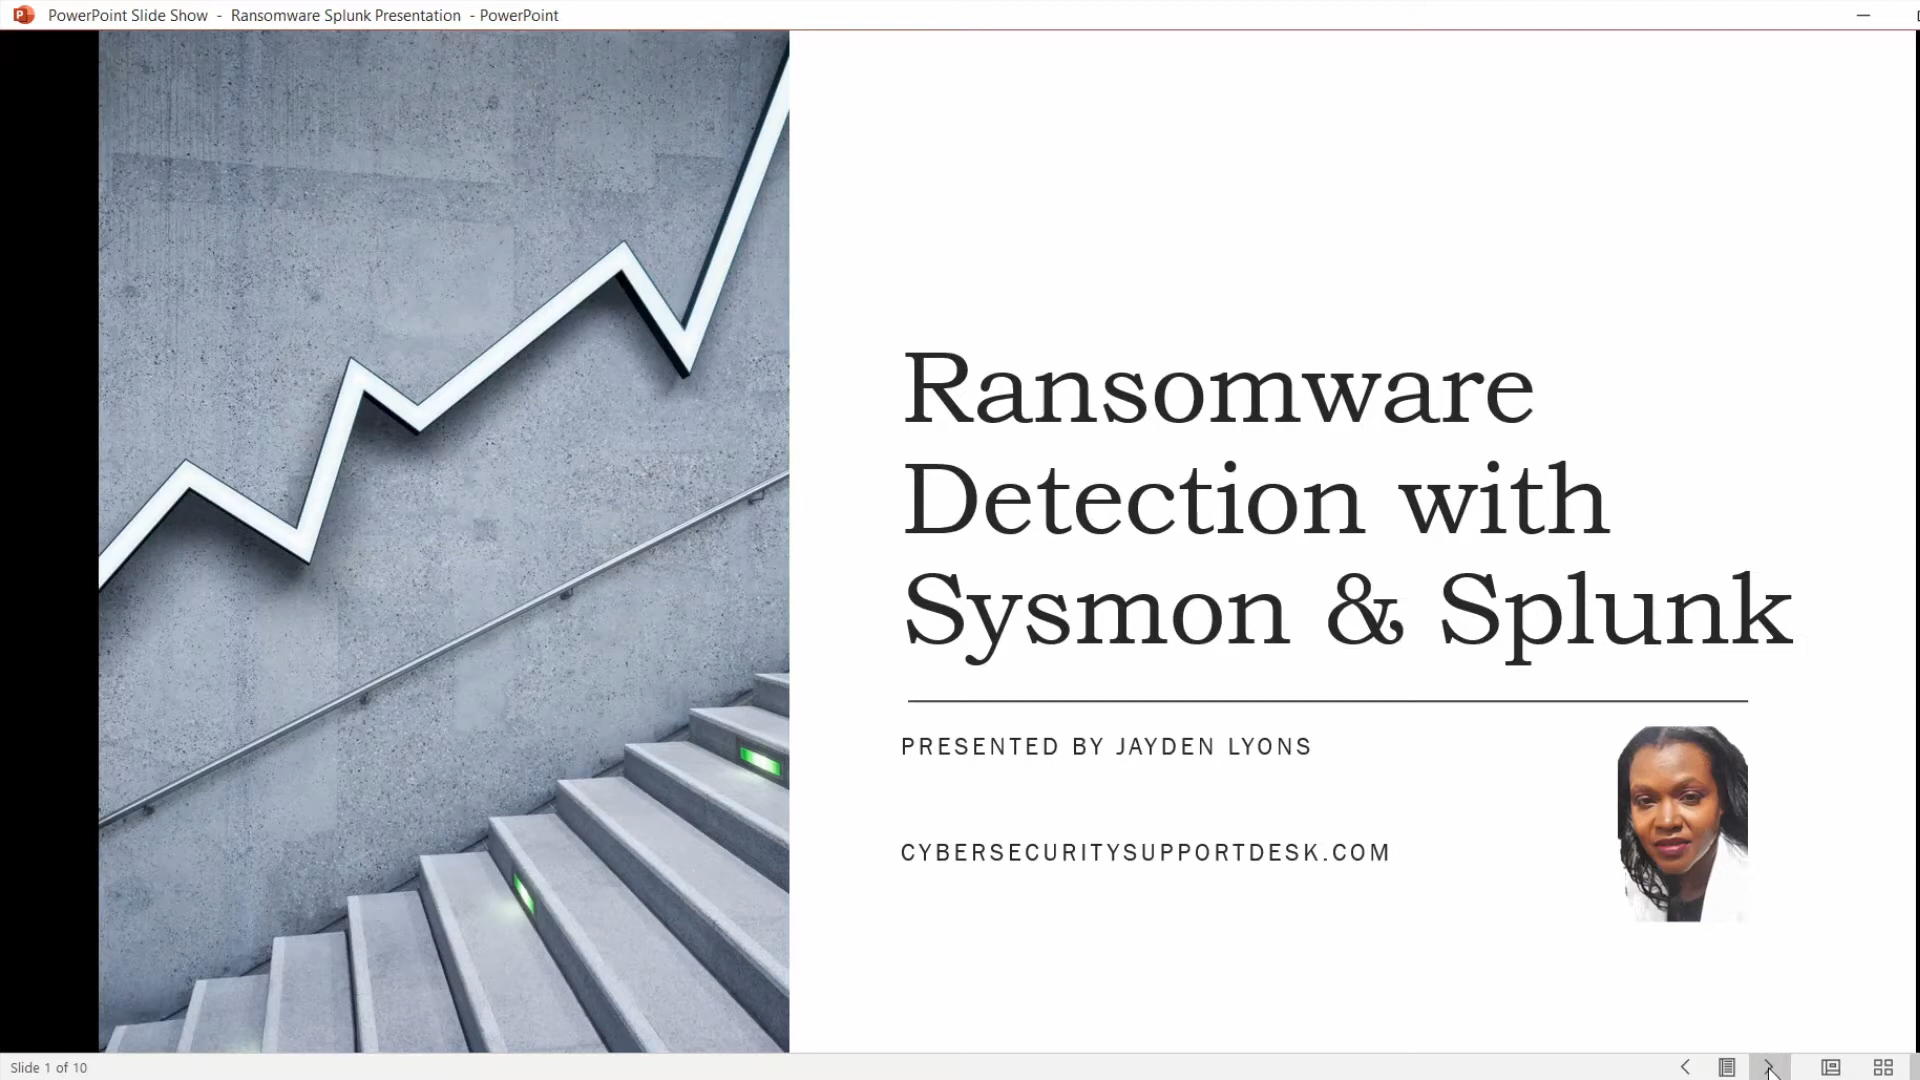 PowerPoint Slide Show - Ransomware Splunk Presentation - PowerPoint
Ransomware
Detection with
Sysmon & Splunk
PRESENTED BY JAYDEN LYONS
CYBERSECURITYSUPPORTDESK.COM
Slide 1 of 10